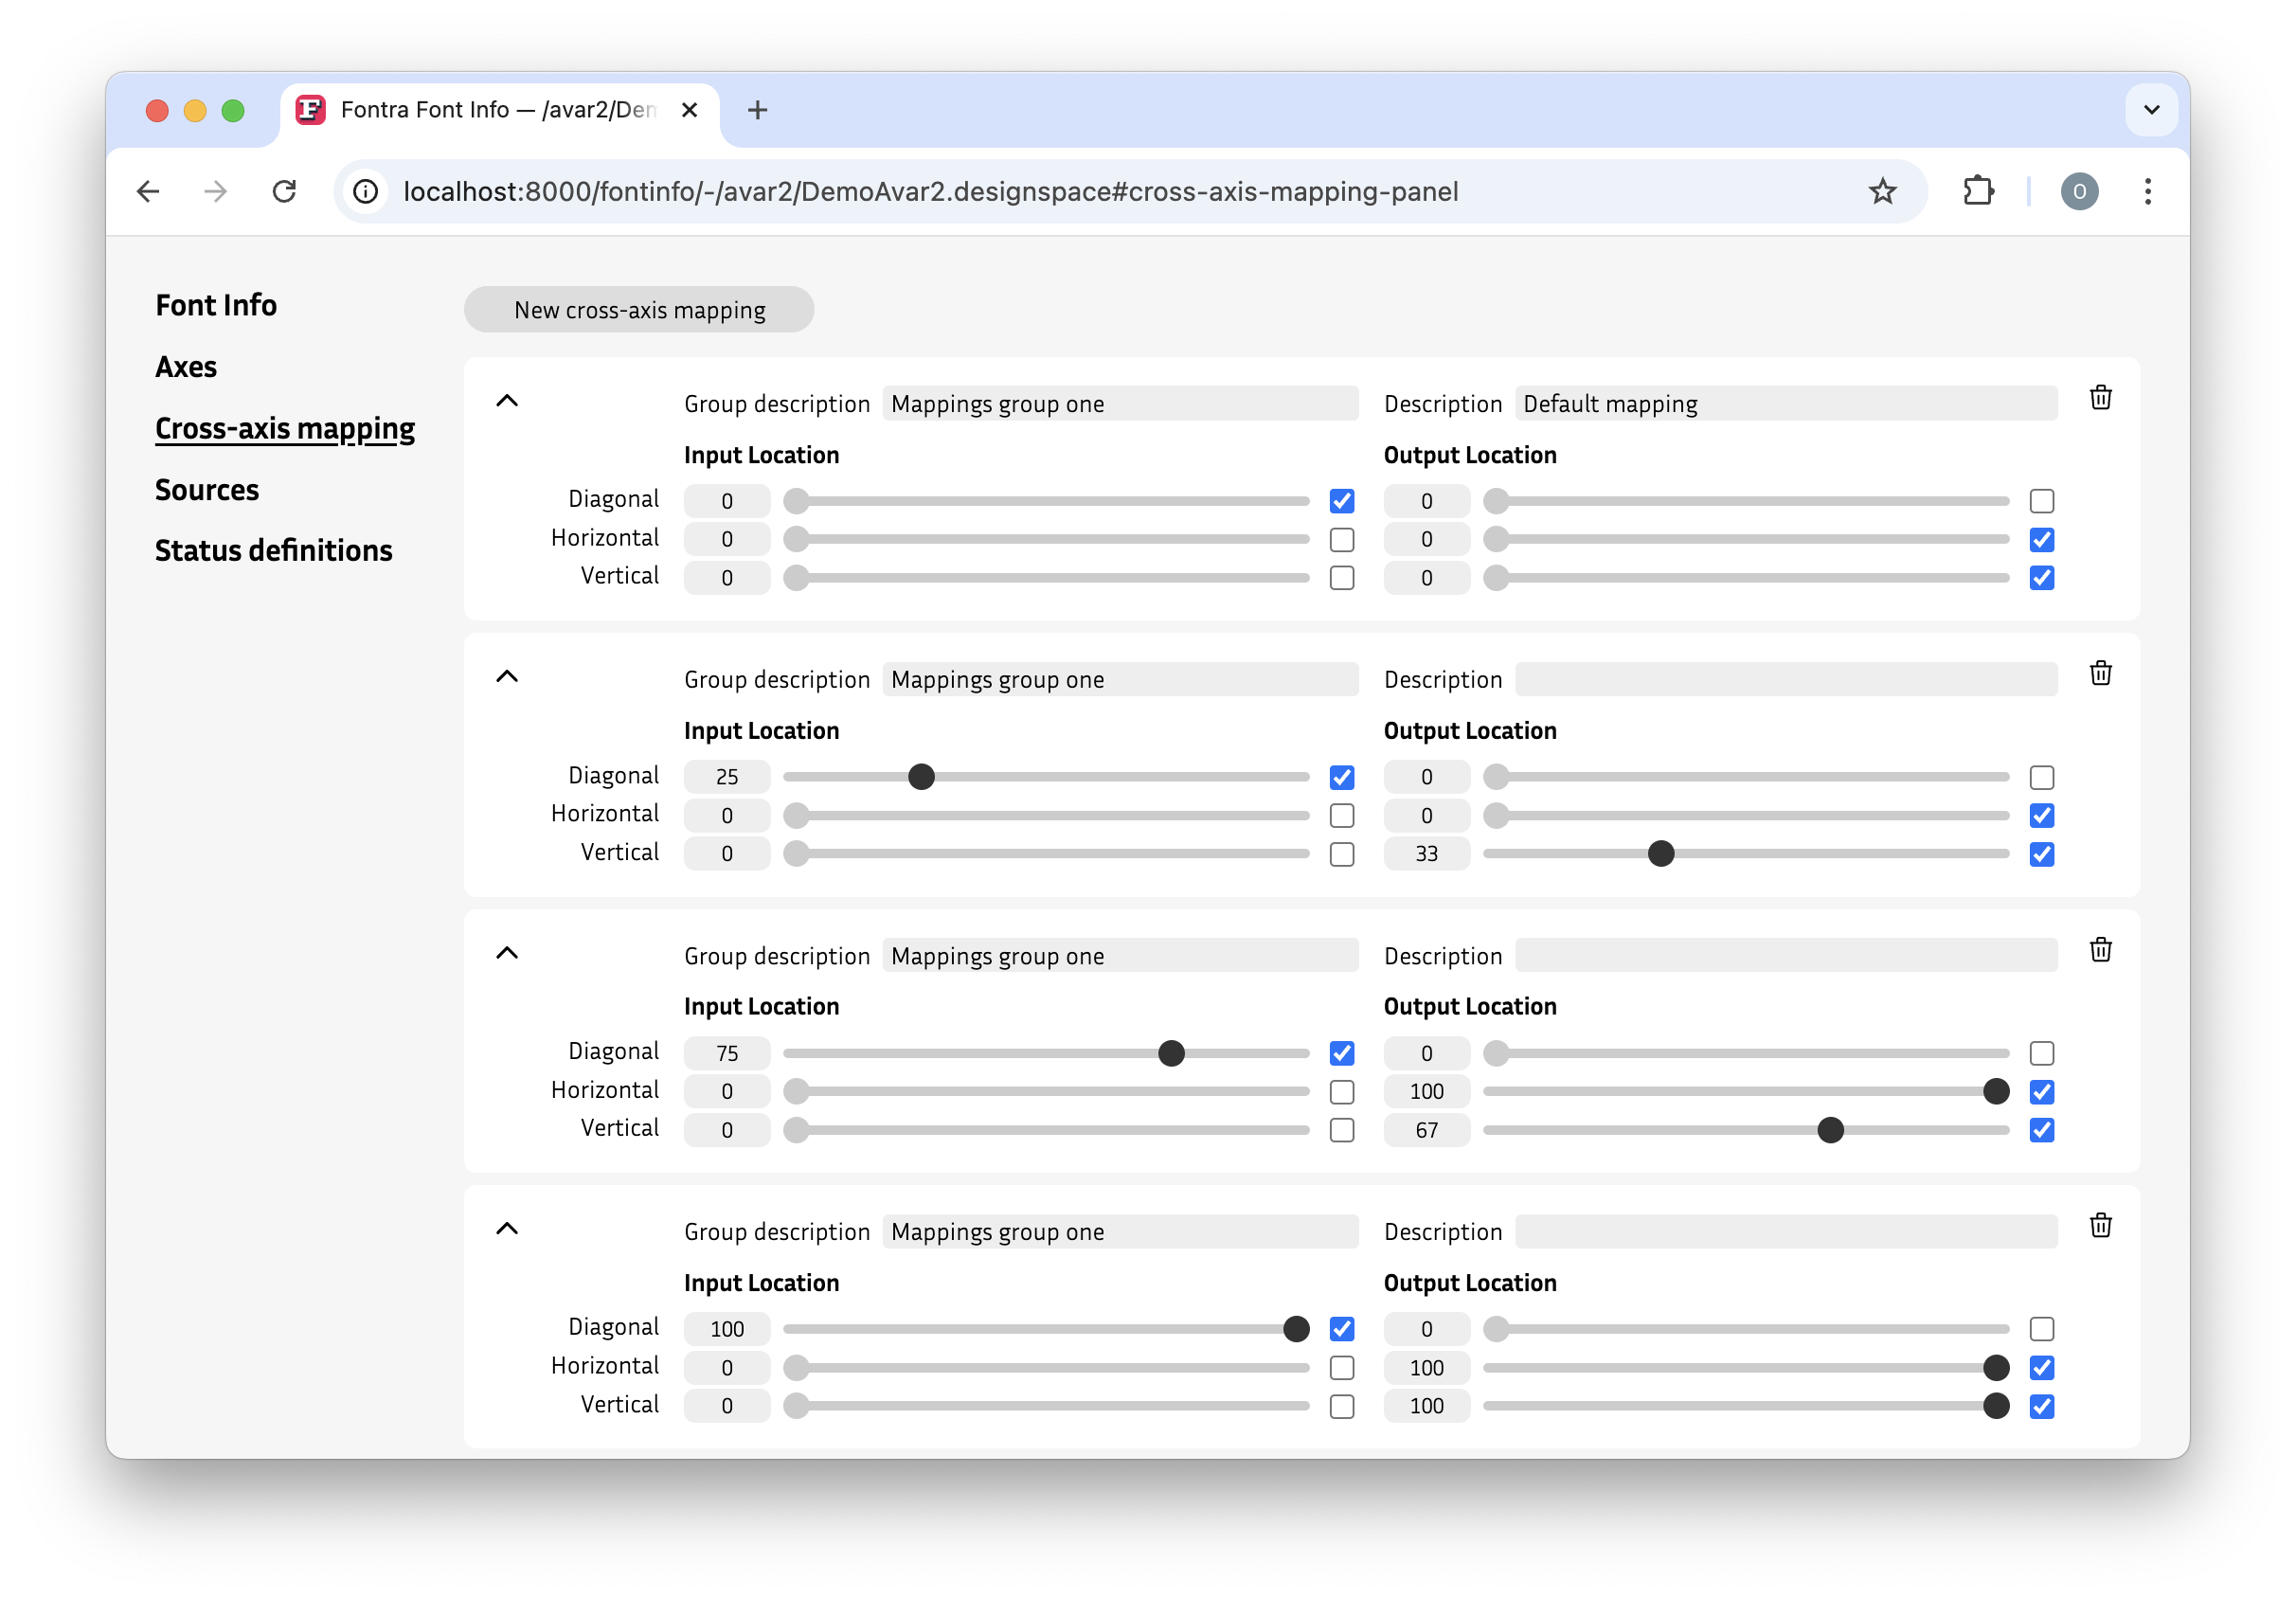 Fontra Font Info — /avar2/Dem
localhost:8000/fontinfo/-/avar2/DemoAvar2.designspace#cross-axis-mapping-panel
O
Font Info
Axes
Cross-axis mapping
Sources
Status definitions
New cross-axis mapping
Group description Mappings group one Description Default mapping
Input Location Output Location
Diagonal 0 0
Horizontal 0 0
Vertical 0 0
Group description Mappings group one Description
Input Location Output Location
Diagonal 25 0
Horizontal 0 0
Vertical 0 33
Group description Mappings group one Description
Input Location Output Location
Diagonal 75 0
Horizontal 0 100
Vertical 0 67
Group description Mappings group one Description
Input Location Output Location
Diagonal 100 0
Horizontal 0 100
Vertical 0 100